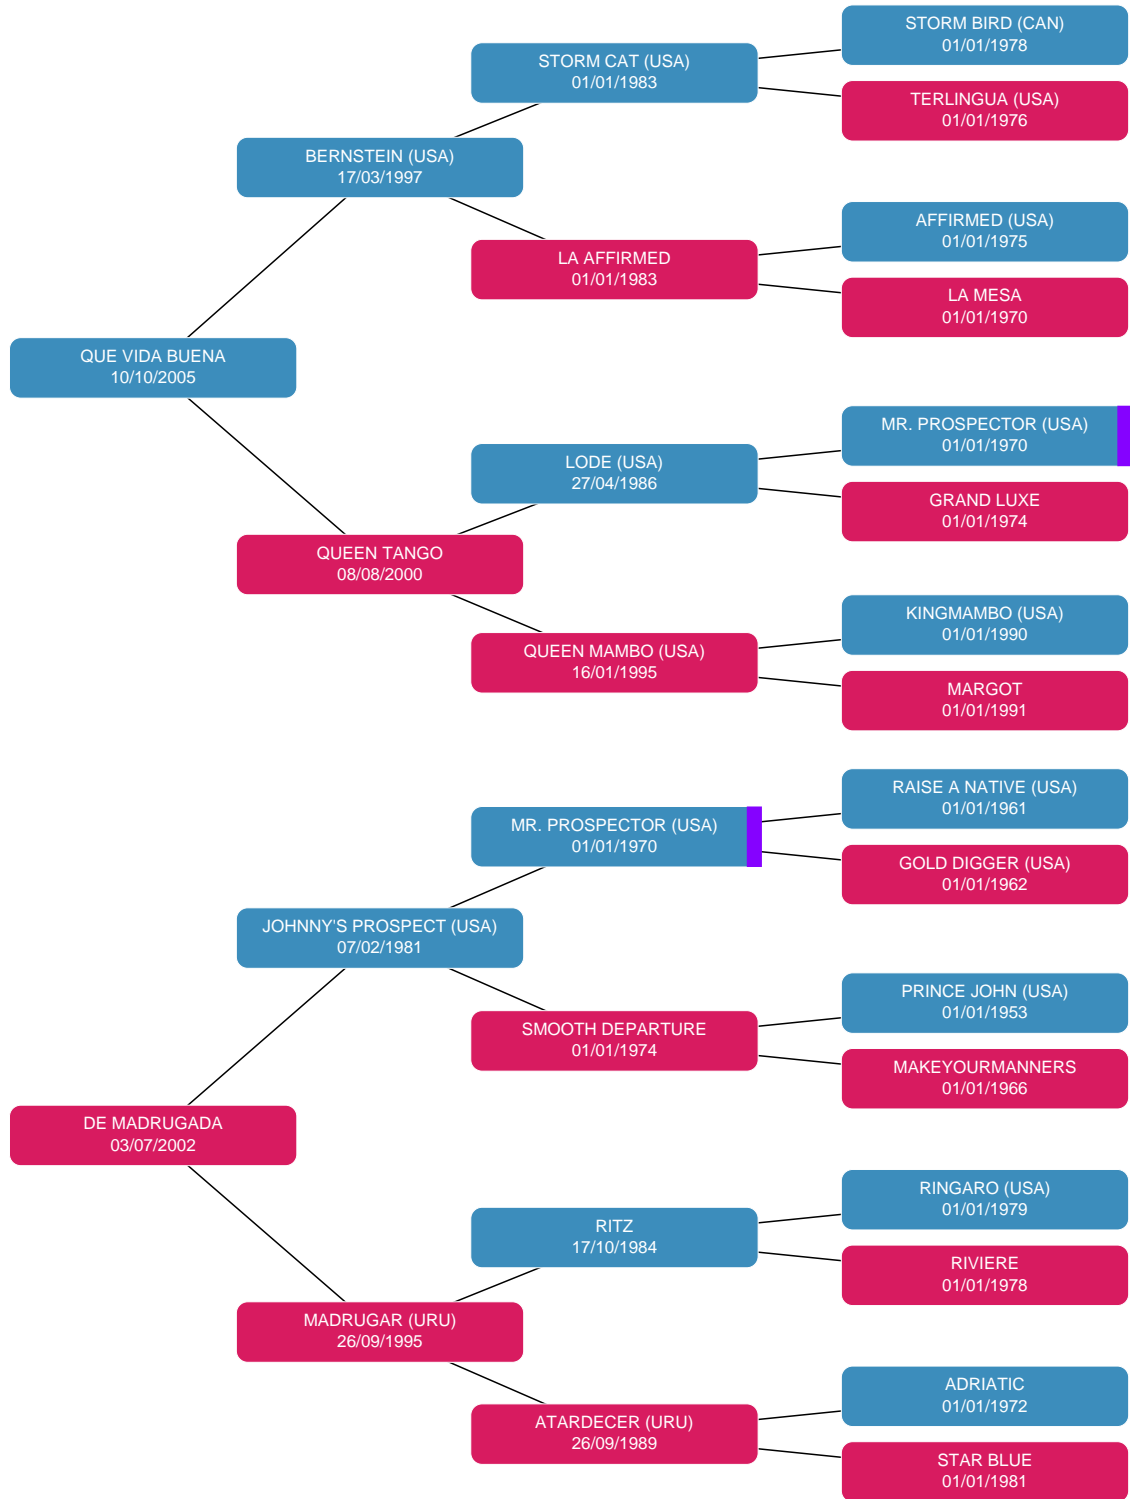 STORM BIRD (CAN)
01/01/1978
STORM CAT (USA)
01/01/1983
TERLINGUA (USA)
01/01/1976
BERNSTEIN (USA)
17/03/1997
AFFIRMED (USA)
01/01/1975
LA AFFIRMED
01/01/1983
LA MESA
01/01/1970
QUE VIDA BUENA
10/10/2005
MR. PROSPECTOR (USA)
01/01/1970
LODE (USA)
27/04/1986
GRAND LUXE
01/01/1974
QUEEN TANGO
08/08/2000
KINGMAMBO (USA)
01/01/1990
QUEEN MAMBO (USA)
16/01/1995
MARGOT
01/01/1991
RAISE A NATIVE (USA)
01/01/1961
MR. PROSPECTOR (USA)
01/01/1970
GOLD DIGGER (USA)
01/01/1962
JOHNNY'S PROSPECT (USA)
07/02/1981
PRINCE JOHN (USA)
01/01/1953
SMOOTH DEPARTURE
01/01/1974
MAKEYOURMANNERS
01/01/1966
DE MADRUGADA
03/07/2002
RINGARO (USA)
01/01/1979
RITZ
17/10/1984
RIVIERE
01/01/1978
MADRUGAR (URU)
26/09/1995
ADRIATIC
01/01/1972
ATARDECER (URU)
26/09/1989
STAR BLUE
01/01/1981